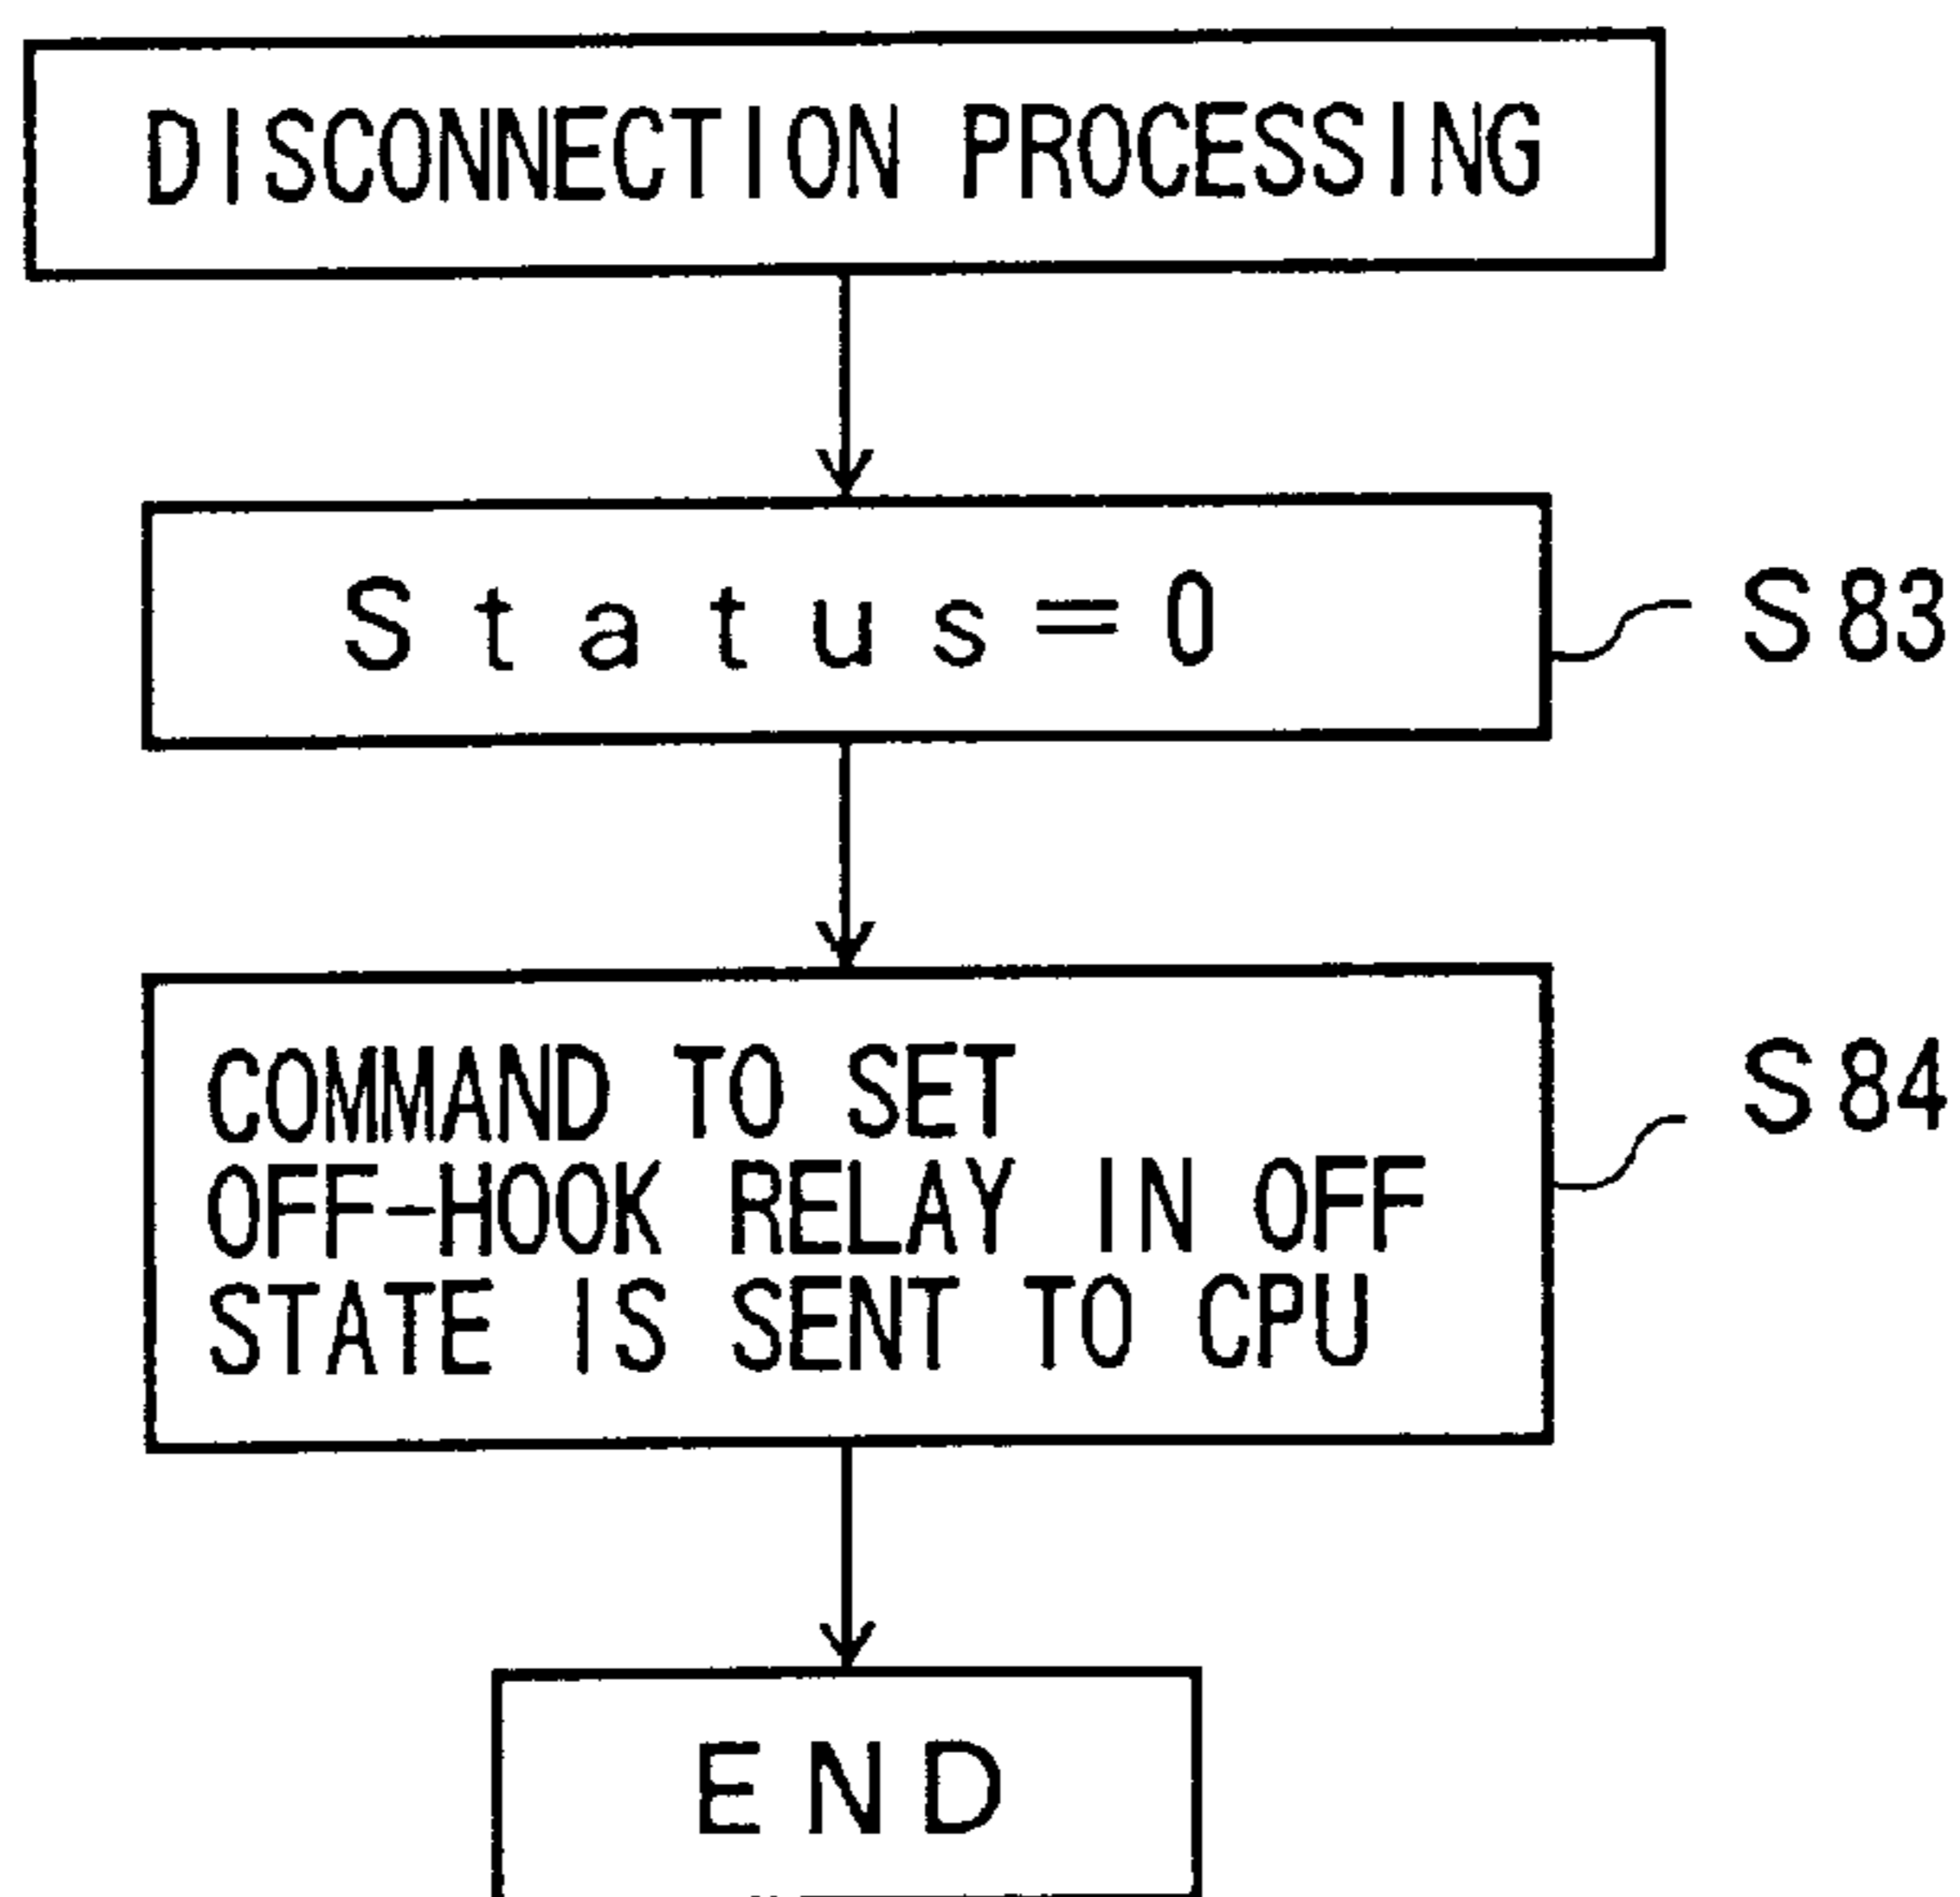 DISCONNECTION PROCESSING
Status=0
S83
COMMAND TO SET
OFF-HOOK RELAY IN OFF
STATE IS SENT TO CPU
S84
END